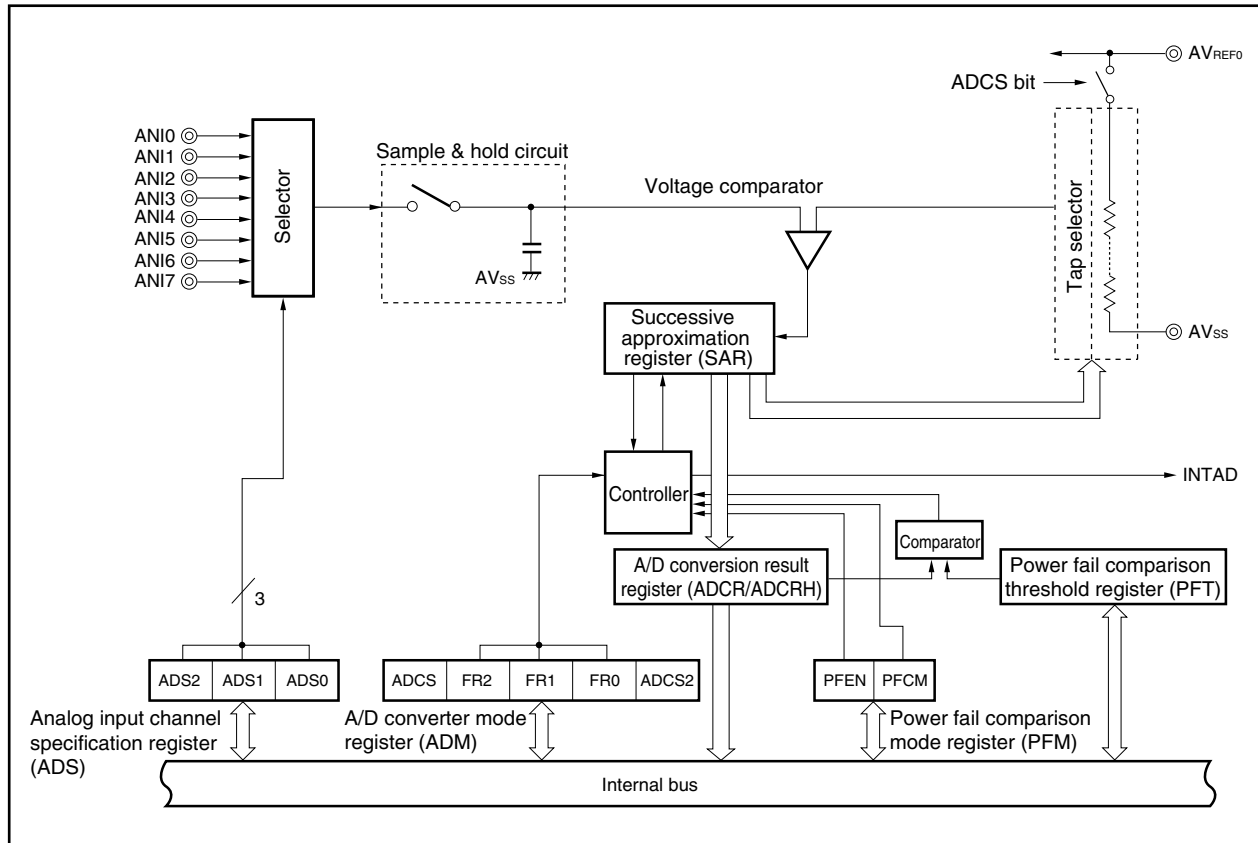 AVREF0
ADCS bit
ANI0
ANI1
ANI2
ANI3
ANI4
ANI5
ANI6
ANI7
Selector
Sample & hold circuit
AVSS
Voltage comparator
Tap selector
AVSS
Successive
approximation
register (SAR)
Controller
INTAD
Comparator
A/D conversion result
register (ADCR/ADCRH)
Power fail comparison
threshold register (PFT)
3
ADS2 ADS1 ADS0
ADCS FR2 FR1 FR0 ADCS2
PFEN PFCM
Analog input channel
specification register
(ADS)
A/D converter mode
register (ADM)
Power fail comparison
mode register (PFM)
Internal bus